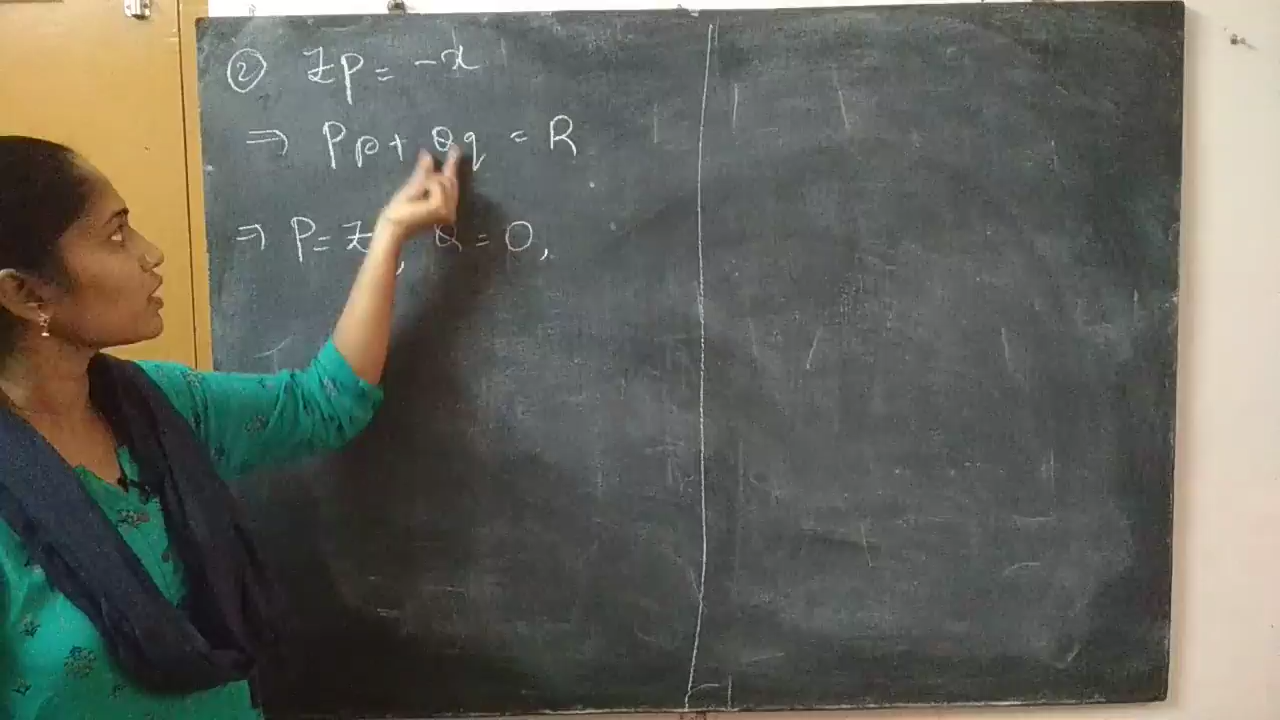 ② zp = -x
⇒ Pp + Qq = R
⇒ P = z, Q = 0,